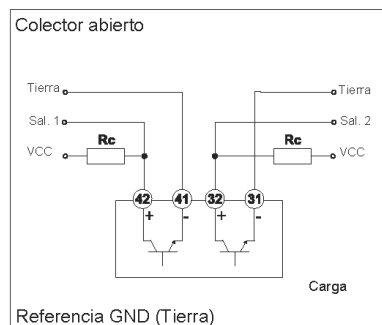 Colector abierto
Tierra Tierra
Sal. 1 Sal. 2
Rc Rc
VCC VCC
42 41 32 31
+ - + -
Carga
Referencia GND (Tierra)